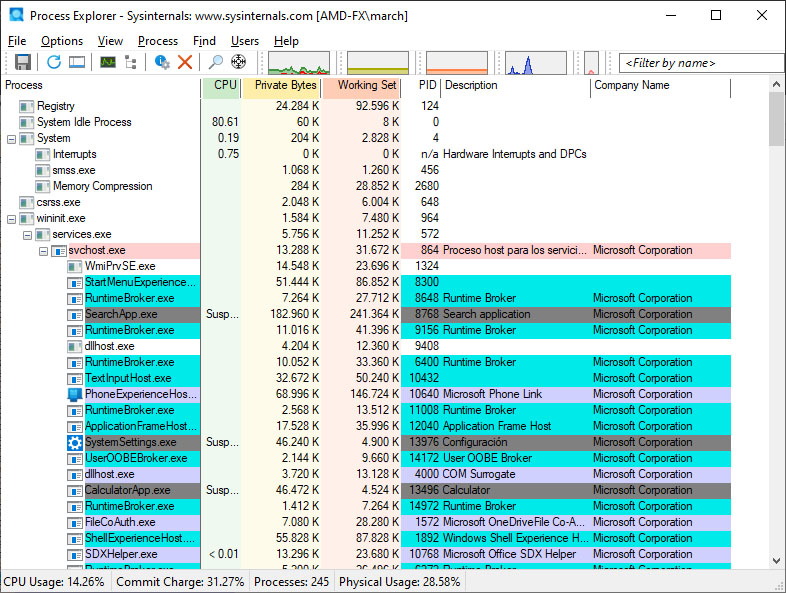 Process Explorer - Sysinternals: www.sysinternals.com [AMD-FX\march]
File Options View Process Find Users Help
<Filter by name>
Process CPU Private Bytes Working Set PID Description Company Name
Registry 24.284 K 92.596 K 124
System Idle Process 80.61 60 K 8 K 0
System 0.19 204 K 2.828 K 4
Interrupts 0.75 0 K 0 K n/a Hardware Interrupts and DPCs
smss.exe 1.068 K 1.260 K 456
Memory Compression 284 K 28.852 K 2680
csrss.exe 2.048 K 6.004 K 648
wininit.exe 1.584 K 7.480 K 964
services.exe 5.756 K 11.252 K 572
svchost.exe 13.288 K 31.672 K 864 Proceso host para los servici... Microsoft Corporation
WmiPrvSE.exe 14.548 K 23.696 K 1324
StartMenuExperience... 51.444 K 86.852 K 8300
RuntimeBroker.exe 7.264 K 27.712 K 8648 Runtime Broker Microsoft Corporation
SearchApp.exe Susp... 182.960 K 241.364 K 8768 Search application Microsoft Corporation
RuntimeBroker.exe 11.016 K 41.396 K 9156 Runtime Broker Microsoft Corporation
dllhost.exe 4.204 K 12.360 K 9408
RuntimeBroker.exe 10.052 K 33.360 K 6400 Runtime Broker Microsoft Corporation
TextInputHost.exe 32.672 K 50.240 K 10432
PhoneExperienceHos... 68.996 K 146.724 K 10640 Microsoft Phone Link Microsoft Corporation
RuntimeBroker.exe 2.568 K 13.512 K 11008 Runtime Broker Microsoft Corporation
ApplicationFrameHost... 17.528 K 35.996 K 12040 Application Frame Host Microsoft Corporation
SystemSettings.exe Susp... 46.240 K 4.900 K 13976 Configuración Microsoft Corporation
UserOOBEBroker.exe 2.144 K 9.660 K 14172 User OOBE Broker Microsoft Corporation
dllhost.exe 3.720 K 13.128 K 4000 COM Surrogate Microsoft Corporation
CalculatorApp.exe Susp... 46.472 K 4.524 K 13496 Calculator Microsoft Corporation
RuntimeBroker.exe 1.412 K 7.264 K 14972 Runtime Broker Microsoft Corporation
FileCoAuth.exe 7.080 K 28.280 K 1572 Microsoft OneDriveFile Co-A... Microsoft Corporation
ShellExperienceHost.... 55.828 K 87.828 K 1892 Windows Shell Experience H... Microsoft Corporation
SDXHelper.exe < 0.01 13.296 K 23.680 K 10768 Microsoft Office SDX Helper Microsoft Corporation
CPU Usage: 14.26% Commit Charge: 31.27% Processes: 245 Physical Usage: 28.58%